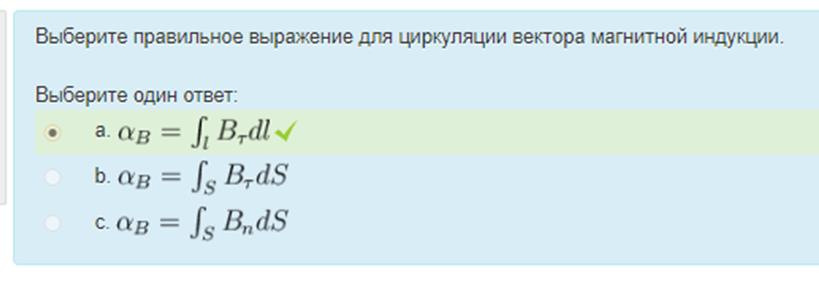 Выберите правильное выражение для циркуляции вектора магнитной индукции.
Выберите один ответ:
a. α_B = ∫_l B_τ dl ✓
b. α_B = ∫_S B_τ dS
c. α_B = ∫_S B_n dS